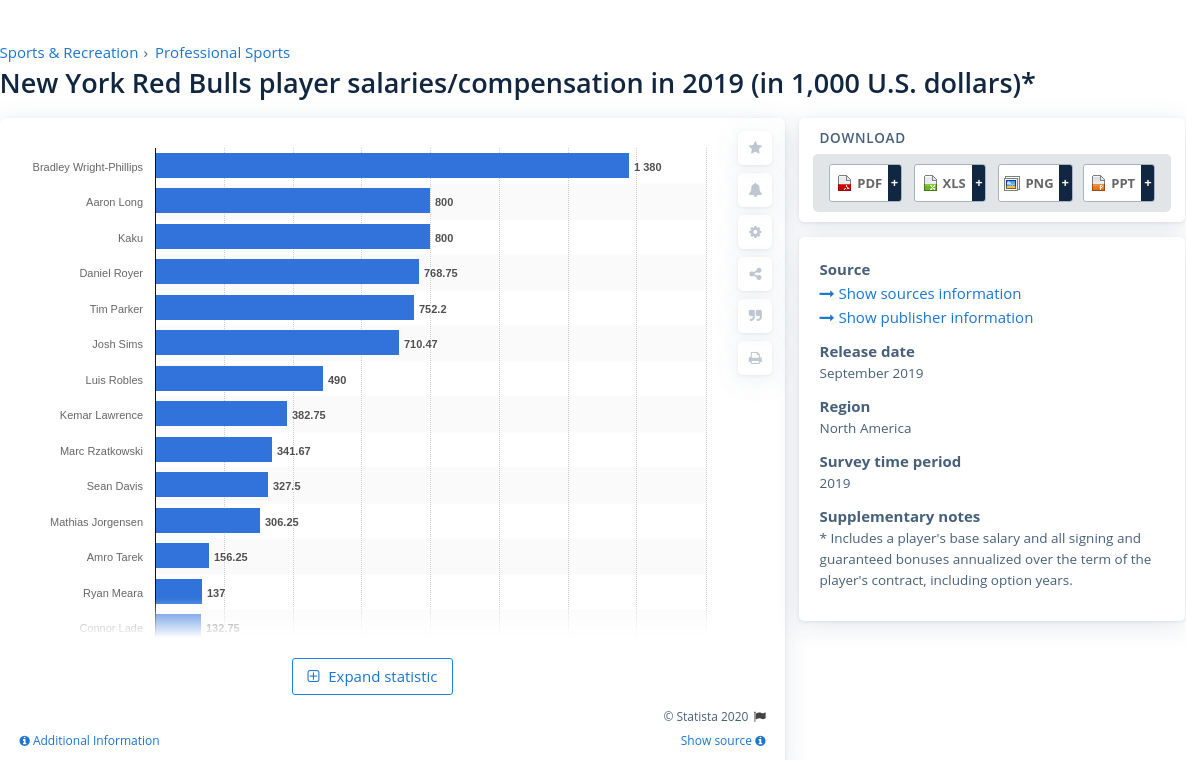 Sports & Recreation › Professional Sports
New York Red Bulls player salaries/compensation in 2019 (in 1,000 U.S. dollars)*
Bradley Wright-Phillips 1 380
Aaron Long 800
Kaku 800
Daniel Royer 768.75
Tim Parker 752.2
Josh Sims 710.47
Luis Robles 490
Kemar Lawrence 382.75
Marc Rzatkowski 341.67
Sean Davis 327.5
Mathias Jorgensen 306.25
Amro Tarek 156.25
Ryan Meara 137
Connor Lade 132.75
Expand statistic
© Statista 2020
Additional Information
Show source
DOWNLOAD
PDF + XLS + PNG + PPT +
Source
Show sources information
Show publisher information
Release date
September 2019
Region
North America
Survey time period
2019
Supplementary notes
* Includes a player's base salary and all signing and
guaranteed bonuses annualized over the term of the
player's contract, including option years.